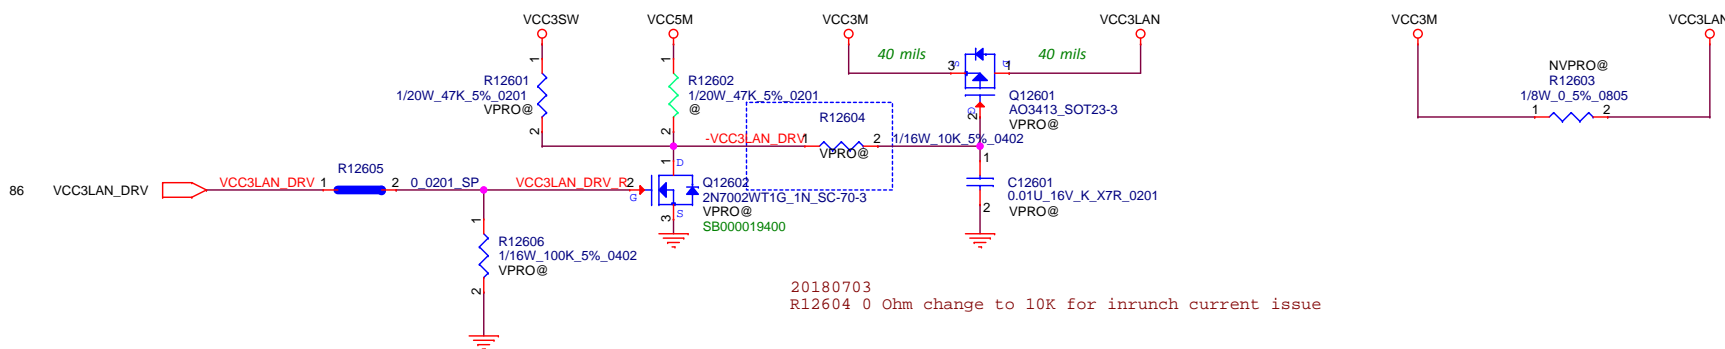 VCC3SW
VCC5M
VCC3M
VCC3LAN
VCC3M
VCC3LAN
40 mils
40 mils
1
1
3
S
D
1
NVPRO@
R12603
1/8W_0_5%_0805
1
2
R12601
1/20W_47K_5%_0201
VPRO@
2
R12602
1/20W_47K_5%_0201
@
2
Q12601
AO3413_SOT23-3
VPRO@
G
2
R12604
-VCC3LAN_DRV
1
2
1/16W_10K_5%_0402
VPRO@
86
VCC3LAN_DRV
VCC3LAN_DRV
1
R12605
2
0_0201_SP
VCC3LAN_DRV_R
2
G
1
D
Q12602
2N7002WT1G_1N_SC-70-3
VPRO@
SB000019400
3
S
1
C12601
0.01U_16V_K_X7R_0201
VPRO@
2
1
R12606
1/16W_100K_5%_0402
VPRO@
2
20180703
R12604 0 Ohm change to 10K for inrunch current issue